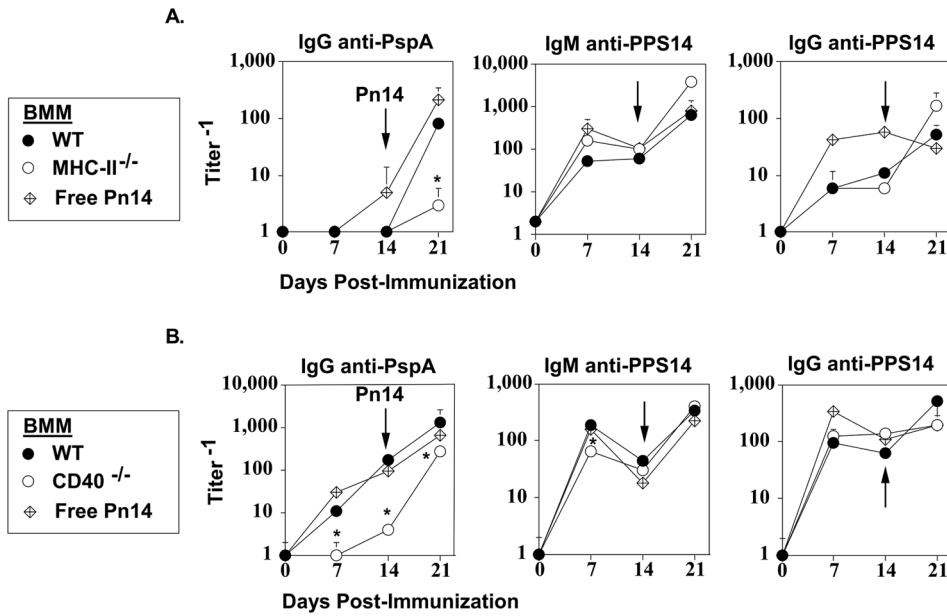 A.
IgG anti-PspA
IgM anti-PPS14
IgG anti-PPS14
BMM
WT
MHC-II-/-
Free Pn14
Titer -1
1,000
100
10
1
Pn14
*
0 7 14 21
10,000
1,000
100
10
1
0 7 14 21
1,000
100
10
1
0 7 14 21
Days Post-Immunization
B.
IgG anti-PspA
IgM anti-PPS14
IgG anti-PPS14
BMM
WT
CD40 -/-
Free Pn14
Titer -1
10,000
1,000
100
10
1
Pn14
*
*
*
0 7 14 21
1,000
100
10
1
*
0 7 14 21
1,000
100
10
1
0 7 14 21
Days Post-Immunization